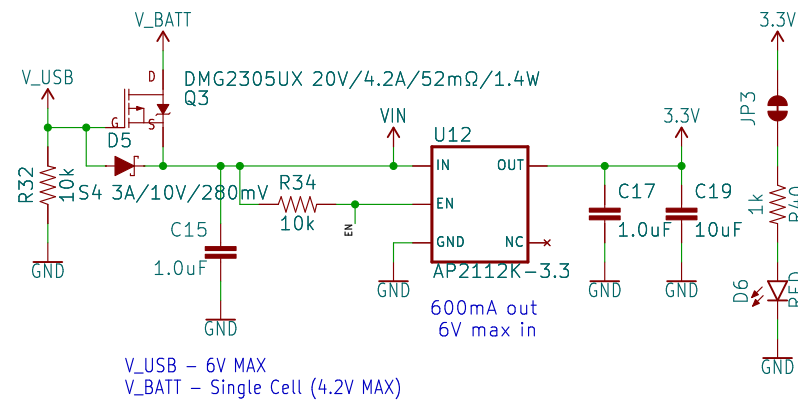 V_BATT
3.3V
D
DMG2305UX 20V/4.2A/52mΩ/1.4W
V_USB
Q3
JP3
G
S
VIN
3.3V
D5
U12
IN
OUT
R32
10k
S4 3A/10V/280mV
R34
10k
EN
EN
C17
1.0uF
C19
10uF
1k
R40
C15
1.0uF
GND
NC
AP2112K-3.3
GND
GND
GND
GND
D6
RED
600mA out
6V max in
GND
GND
V_USB - 6V MAX
V_BATT - Single Cell (4.2V MAX)